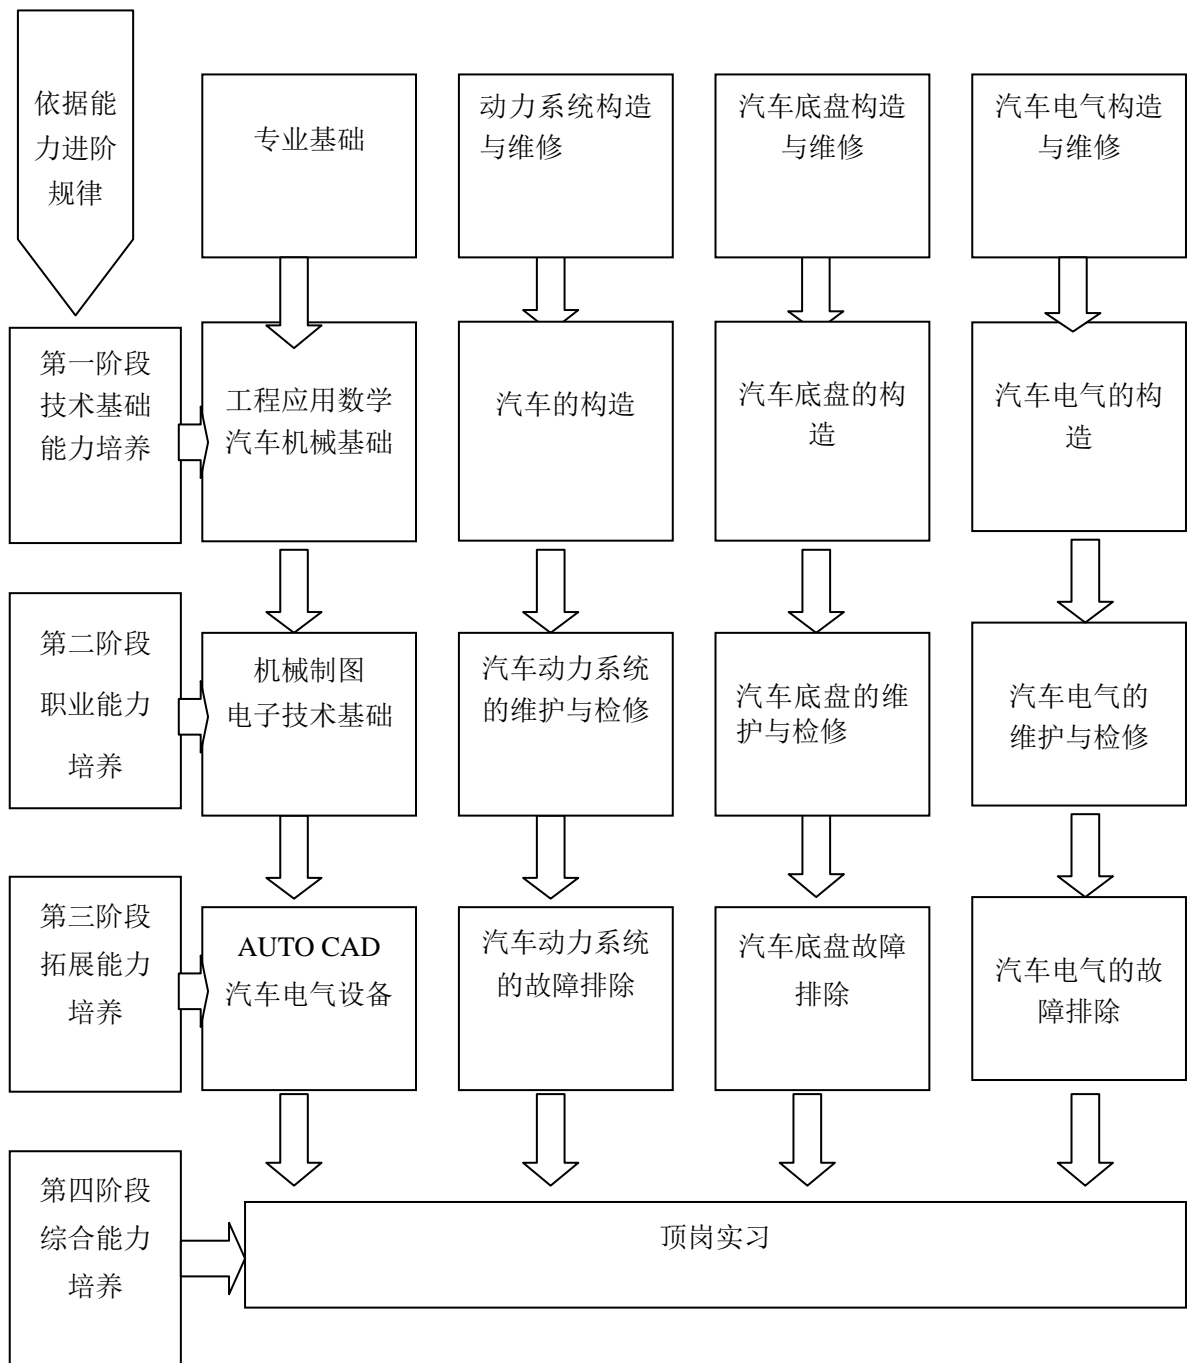 依据能
力进阶
规律
专业基础
动力系统构造
与维修
汽车底盘构造
与维修
汽车电气构造
与维修
第一阶段
技术基础
能力培养
工程应用数学
汽车机械基础
汽车的构造
汽车底盘的构
造
汽车电气的构
造
第二阶段
职业能力
培养
机械制图
电子技术基础
汽车动力系统
的维护与检修
汽车底盘的维
护与检修
汽车电气的
维护与检修
第三阶段
拓展能力
培养
AUTO CAD
汽车电气设备
汽车动力系统
的故障排除
汽车底盘故障
排除
汽车电气的故
障排除
第四阶段
综合能力
培养
顶岗实习